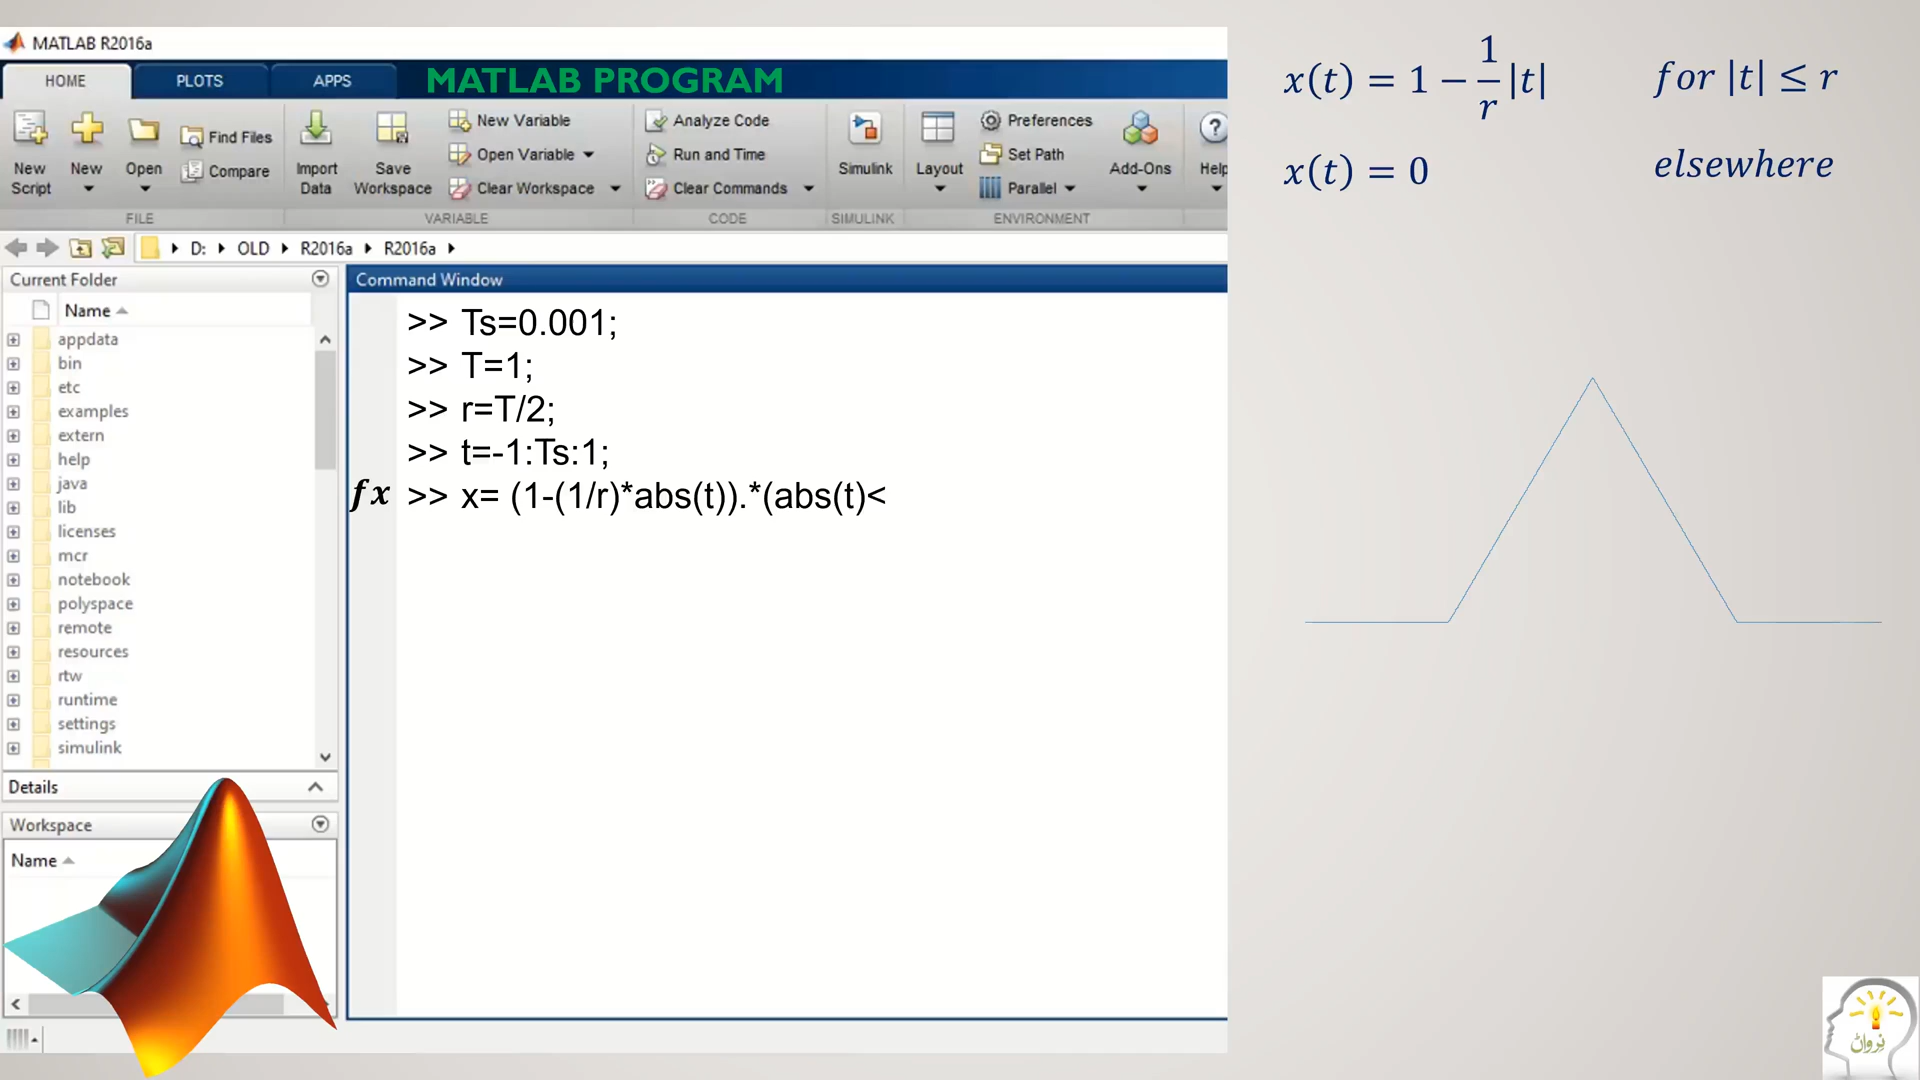 MATLAB R2016a
HOME PLOTS APPS MATLAB PROGRAM
New Script
New
Open
Find Files
Compare
Import Data
Save Workspace
New Variable
Open Variable
Clear Workspace
Analyze Code
Run and Time
Clear Commands
Simulink
Layout
Preferences
Set Path
Parallel
Add-Ons
Help
FILE VARIABLE CODE SIMULINK ENVIRONMENT
D: OLD R2016a R2016a
Current Folder
Name
appdata
bin
etc
examples
extern
help
java
lib
licenses
mcr
notebook
polyspace
remote
resources
rtw
runtime
settings
simulink
Details
Workspace
Name
Command Window
>> Ts=0.001;
>> T=1;
>> r=T/2;
>> t=-1:Ts:1;
fx >> x= (1-(1/r)*abs(t)).*(abs(t)<
x(t) = 1 − 1/r |t| for |t| ≤ r
x(t) = 0 elsewhere
نِرواݨ